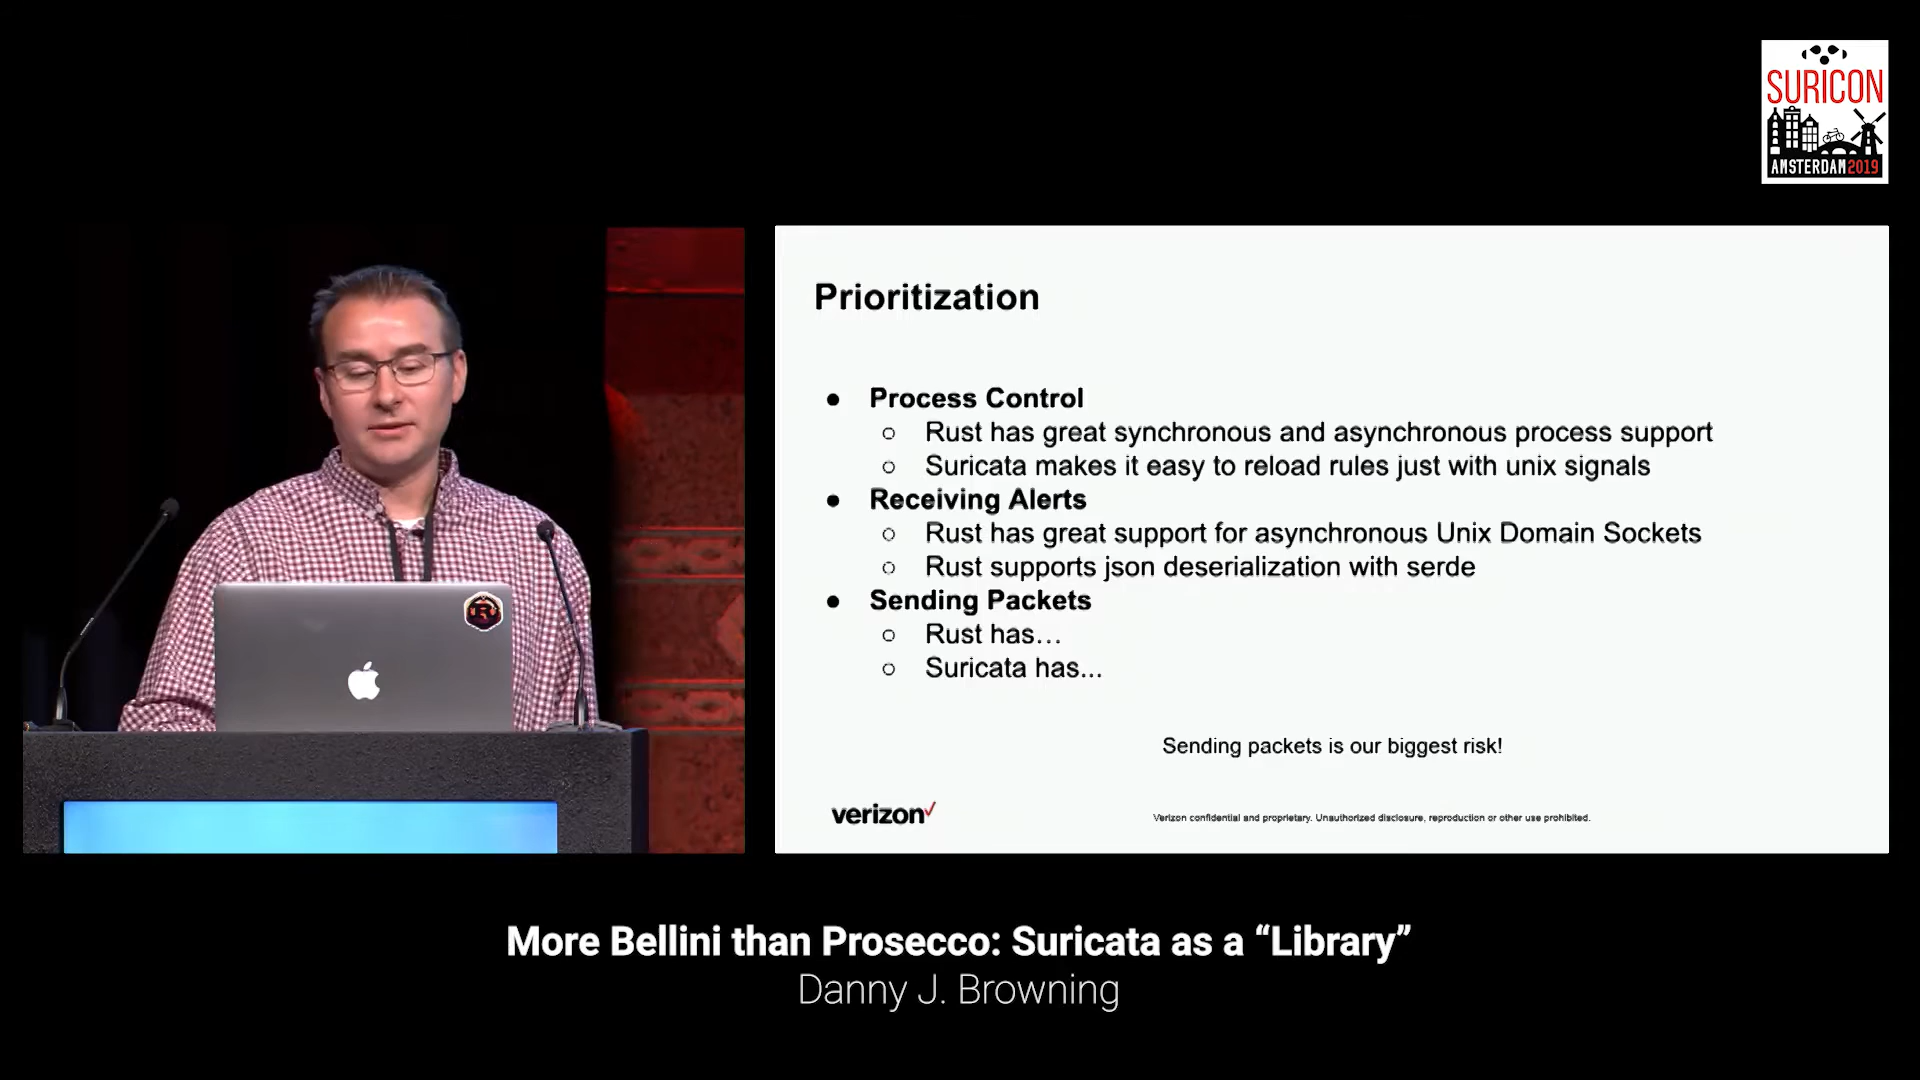 SURICON
AMSTERDAM 2019
Prioritization
● Process Control
○ Rust has great synchronous and asynchronous process support
○ Suricata makes it easy to reload rules just with unix signals
● Receiving Alerts
○ Rust has great support for asynchronous Unix Domain Sockets
○ Rust supports json deserialization with serde
● Sending Packets
○ Rust has…
○ Suricata has...
Sending packets is our biggest risk!
verizon✓
Verizon confidential and proprietary. Unauthorized disclosure, reproduction or other use prohibited.
R
More Bellini than Prosecco: Suricata as a “Library”
Danny J. Browning